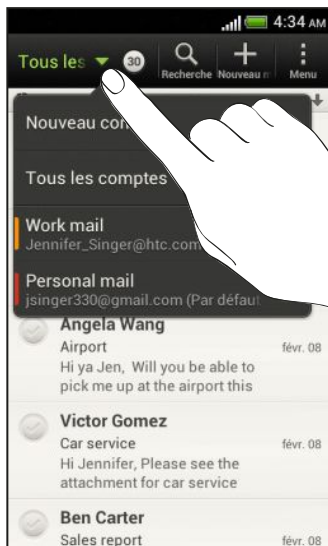 4:34 AM
Tous les 30
Recherche Nouveau Menu
Nouveau
Tous les comptes
Work mail
Jennifer_Singer@htc.com
Personal mail
jsinger330@gmail.com (Par défaut
Angela Wang
Airport févr. 08
Hi ya Jen, Will you be able to
pick me up at the airport this
Victor Gomez
Car service févr. 08
Hi Jennifer, Please see the
attachment for car service
Ben Carter
Sales report févr. 08